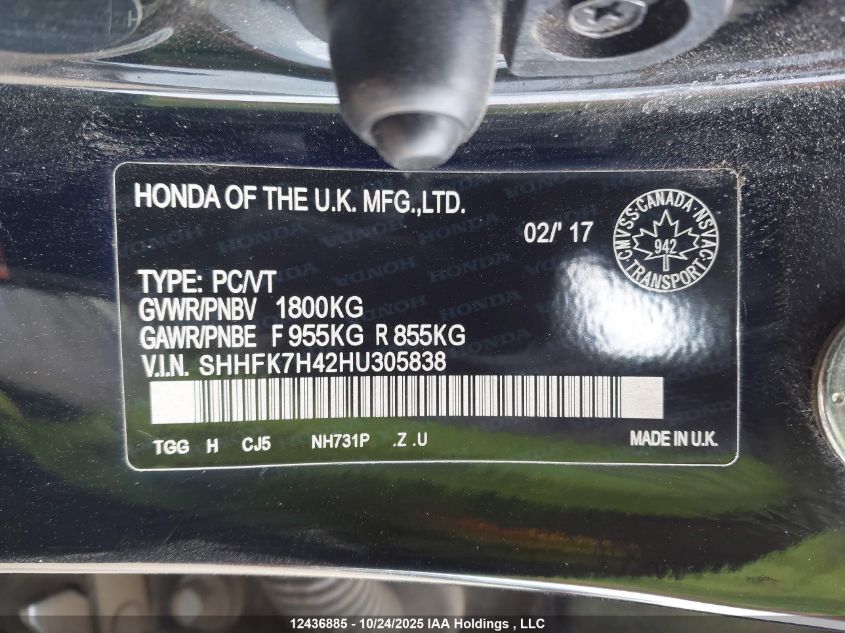 HONDA OF THE U.K. MFG.,LTD.
02/' 17
CMVSS·CANADA·NSVAC·TRANSPORT
942
TYPE: PC/VT
GVWR/PNBV 1800KG
GAWR/PNBE F 955KG R 855KG
V.I.N. SHHFK7H42HU305838
TGG H CJ5 NH731P .Z .U MADE IN U.K.
12436885 - 10/24/2025 IAA Holdings , LLC